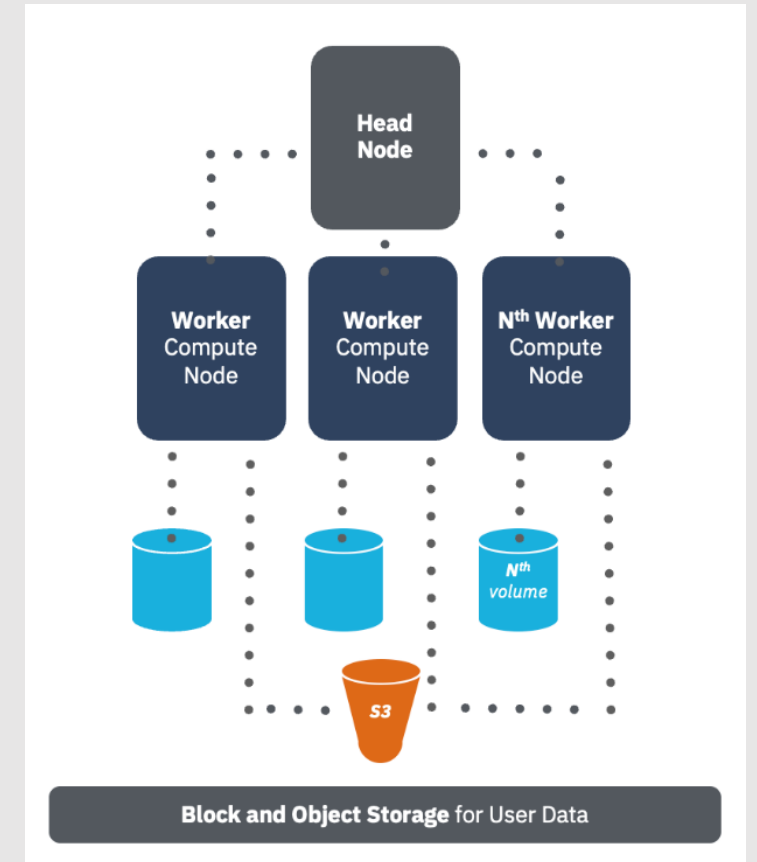 Head
Node
Worker
Compute
Node
Worker
Compute
Node
Nth Worker
Compute
Node
Nth
volume
S3
Block and Object Storage for User Data